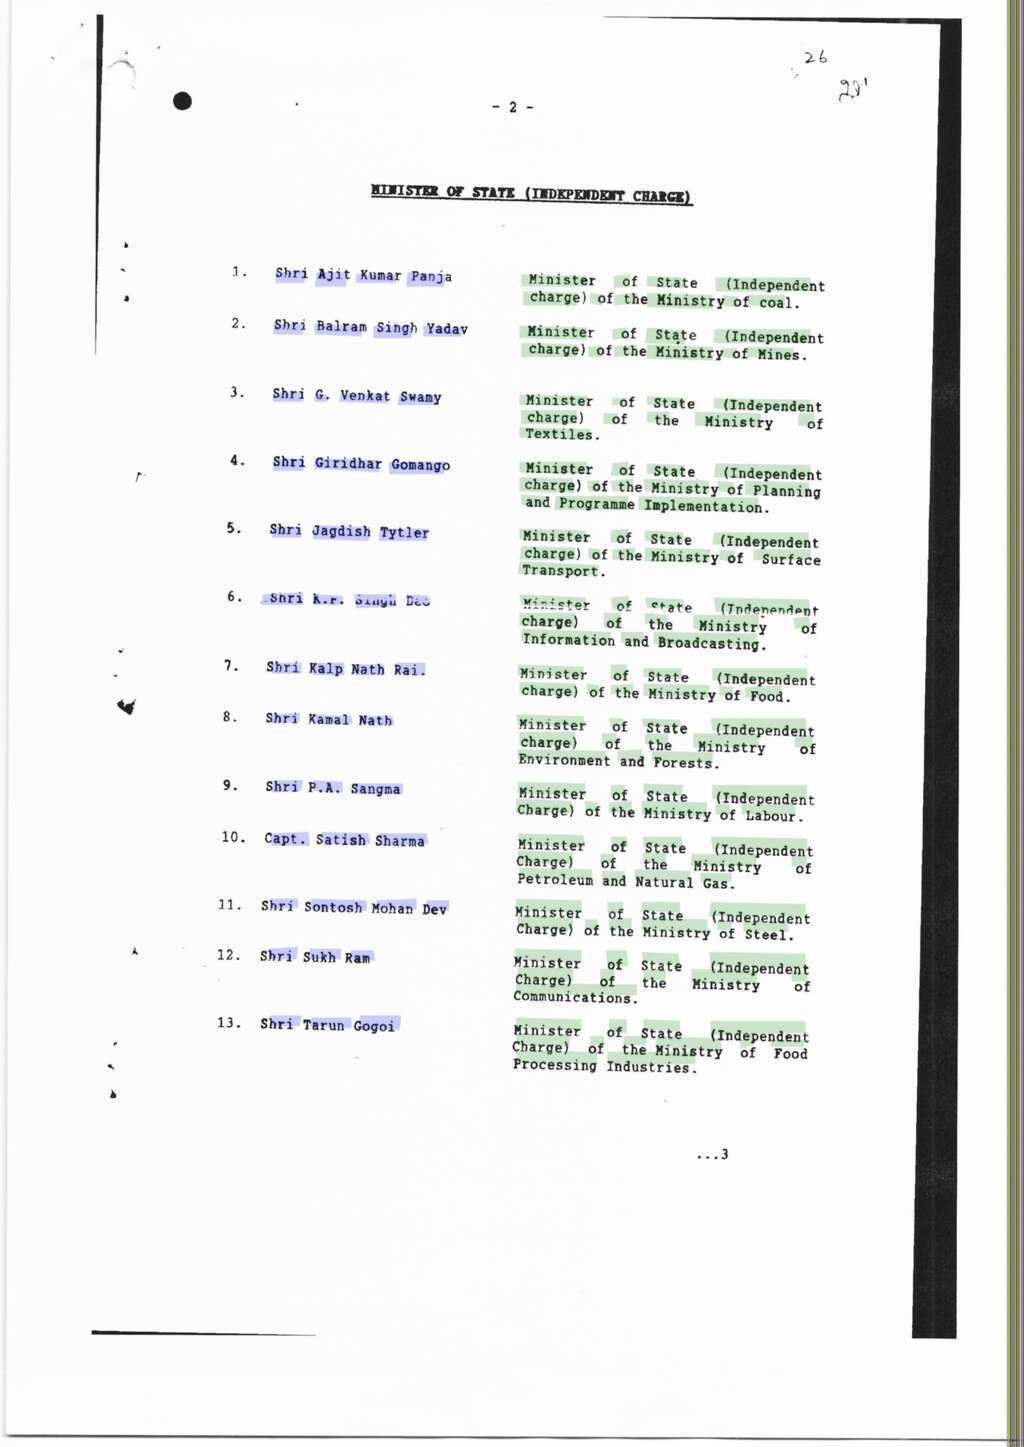 26
- 2 -
MINISTER OF STATE (INDEPENDENT CHARGE)
1. Shri Ajit Kumar Panja Minister of State (Independent
charge) of the Ministry of coal.
2. Shri Balram Singh Yadav Minister of State (Independent
charge) of the Ministry of Mines.
3. Shri G. Venkat Swamy Minister of State (Independent
charge) of the Ministry of
Textiles.
4. Shri Giridhar Gomango Minister of State (Independent
charge) of the Ministry of Planning
and Programme Implementation.
5. Shri Jagdish Tytler Minister of State (Independent
charge) of the Ministry of Surface
Transport.
6. Shri K.P. Singh Deo Minister of State (Independent
charge) of the Ministry of
Information and Broadcasting.
7. Shri Kalp Nath Rai. Minister of State (Independent
charge) of the Ministry of Food.
8. Shri Kamal Nath Minister of State (Independent
charge) of the Ministry of
Environment and Forests.
9. Shri P.A. Sangma Minister of State (Independent
Charge) of the Ministry of Labour.
10. Capt. Satish Sharma Minister of State (Independent
Charge) of the Ministry of
Petroleum and Natural Gas.
11. Shri Sontosh Mohan Dev Minister of State (Independent
Charge) of the Ministry of Steel.
12. Shri Sukh Ram Minister of State (Independent
Charge) of the Ministry of
Communications.
13. Shri Tarun Gogoi Minister of State (Independent
Charge) of the Ministry of Food
Processing Industries.
...3